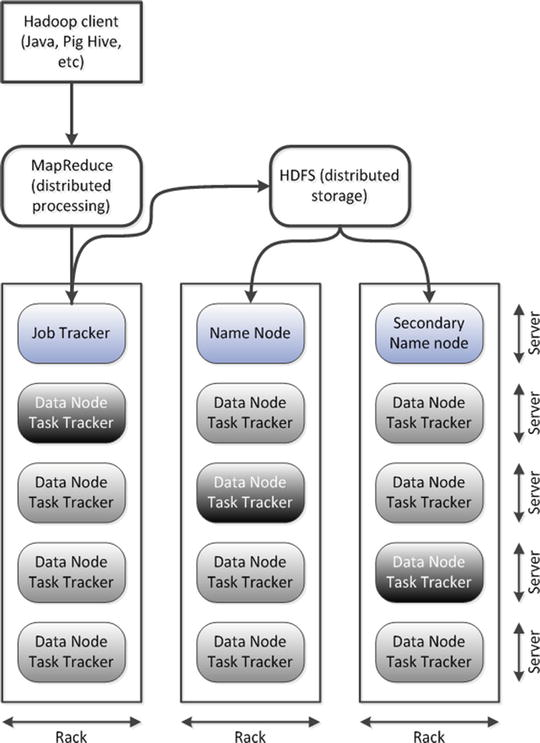 Hadoop client
(Java, Pig Hive,
etc)
MapReduce
(distributed
processing)
HDFS (distributed
storage)
Job Tracker
Name Node
Secondary
Name node
Server
Data Node
Task Tracker
Data Node
Task Tracker
Data Node
Task Tracker
Server
Data Node
Task Tracker
Data Node
Task Tracker
Data Node
Task Tracker
Server
Data Node
Task Tracker
Data Node
Task Tracker
Data Node
Task Tracker
Server
Data Node
Task Tracker
Data Node
Task Tracker
Data Node
Task Tracker
Server
Rack
Rack
Rack